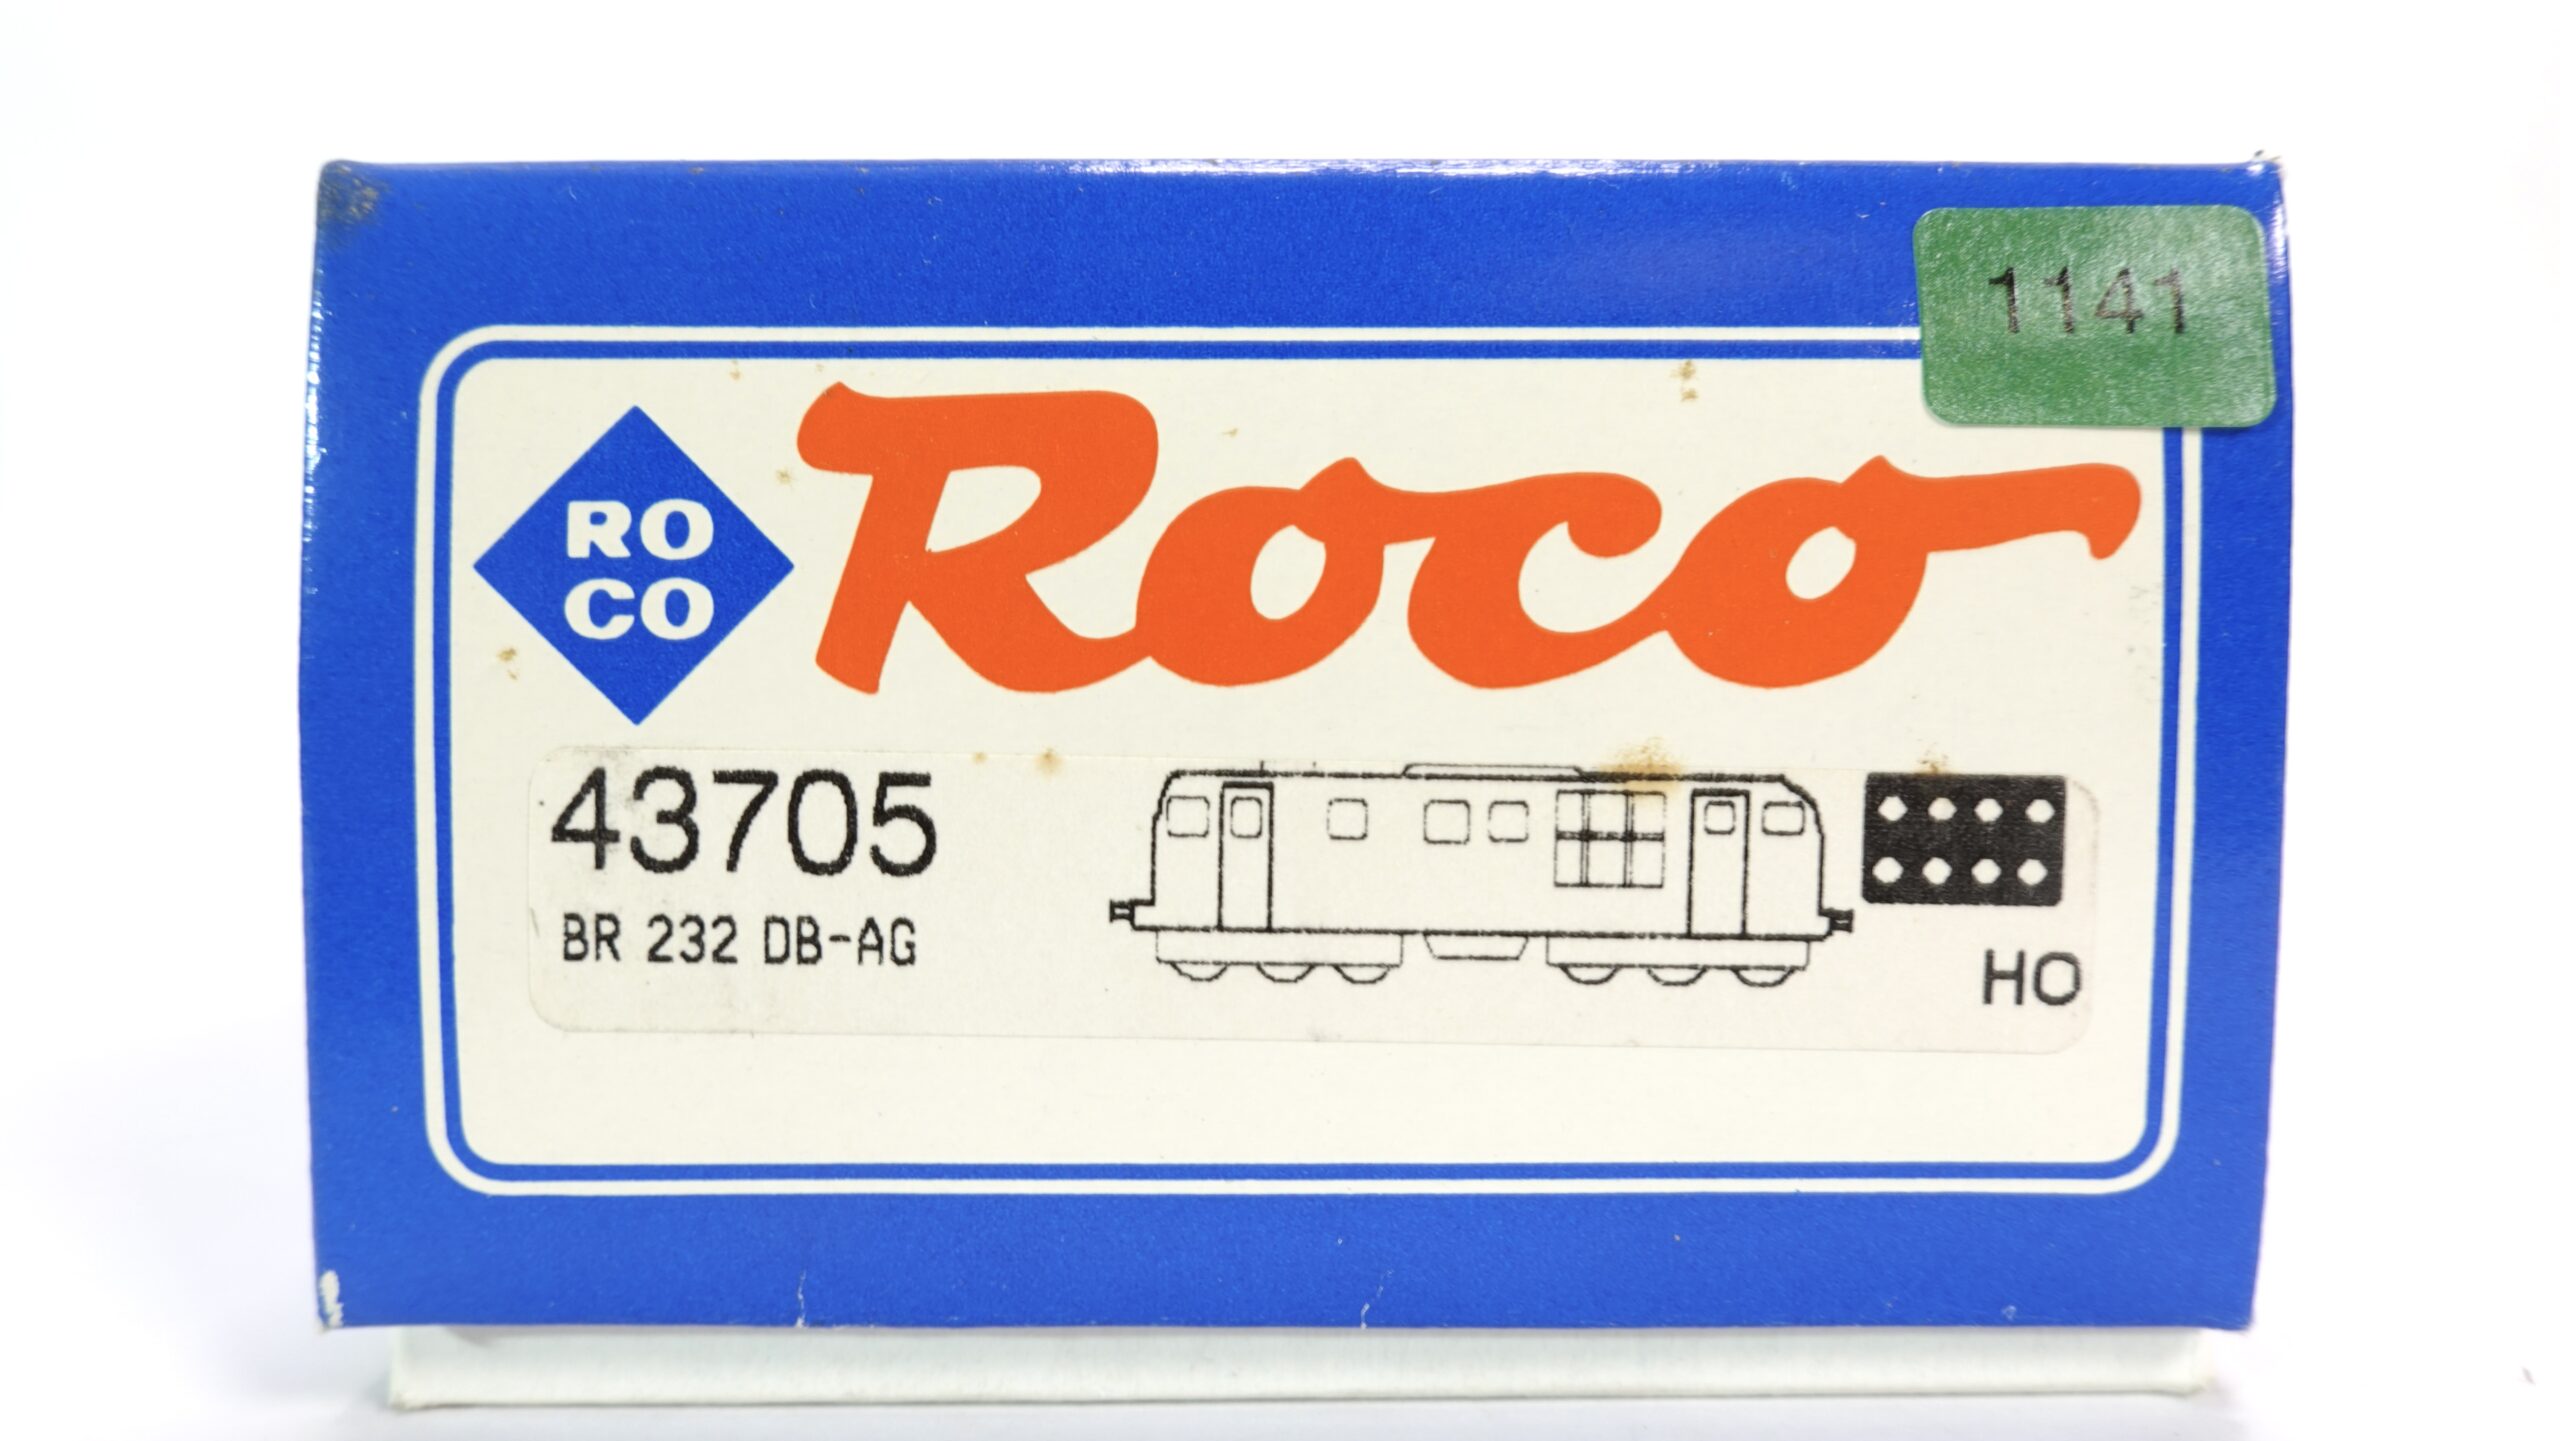 1141
RO
CO
Roco
43705
BR 232 DB-AG
HO